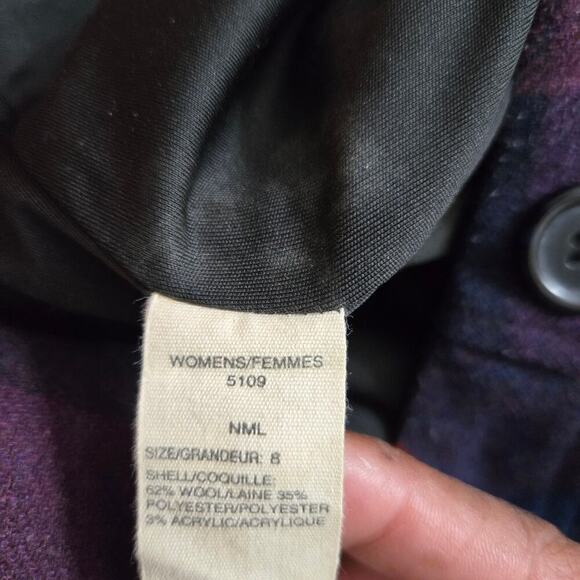 WOMENS/FEMMES
5109
NML
SIZE/GRANDEUR: 8
SHELL/COQUILLE:
62% WOOL/LAINE 35%
POLYESTER/POLYESTER
3% ACRYLIC/ACRYLIQUE